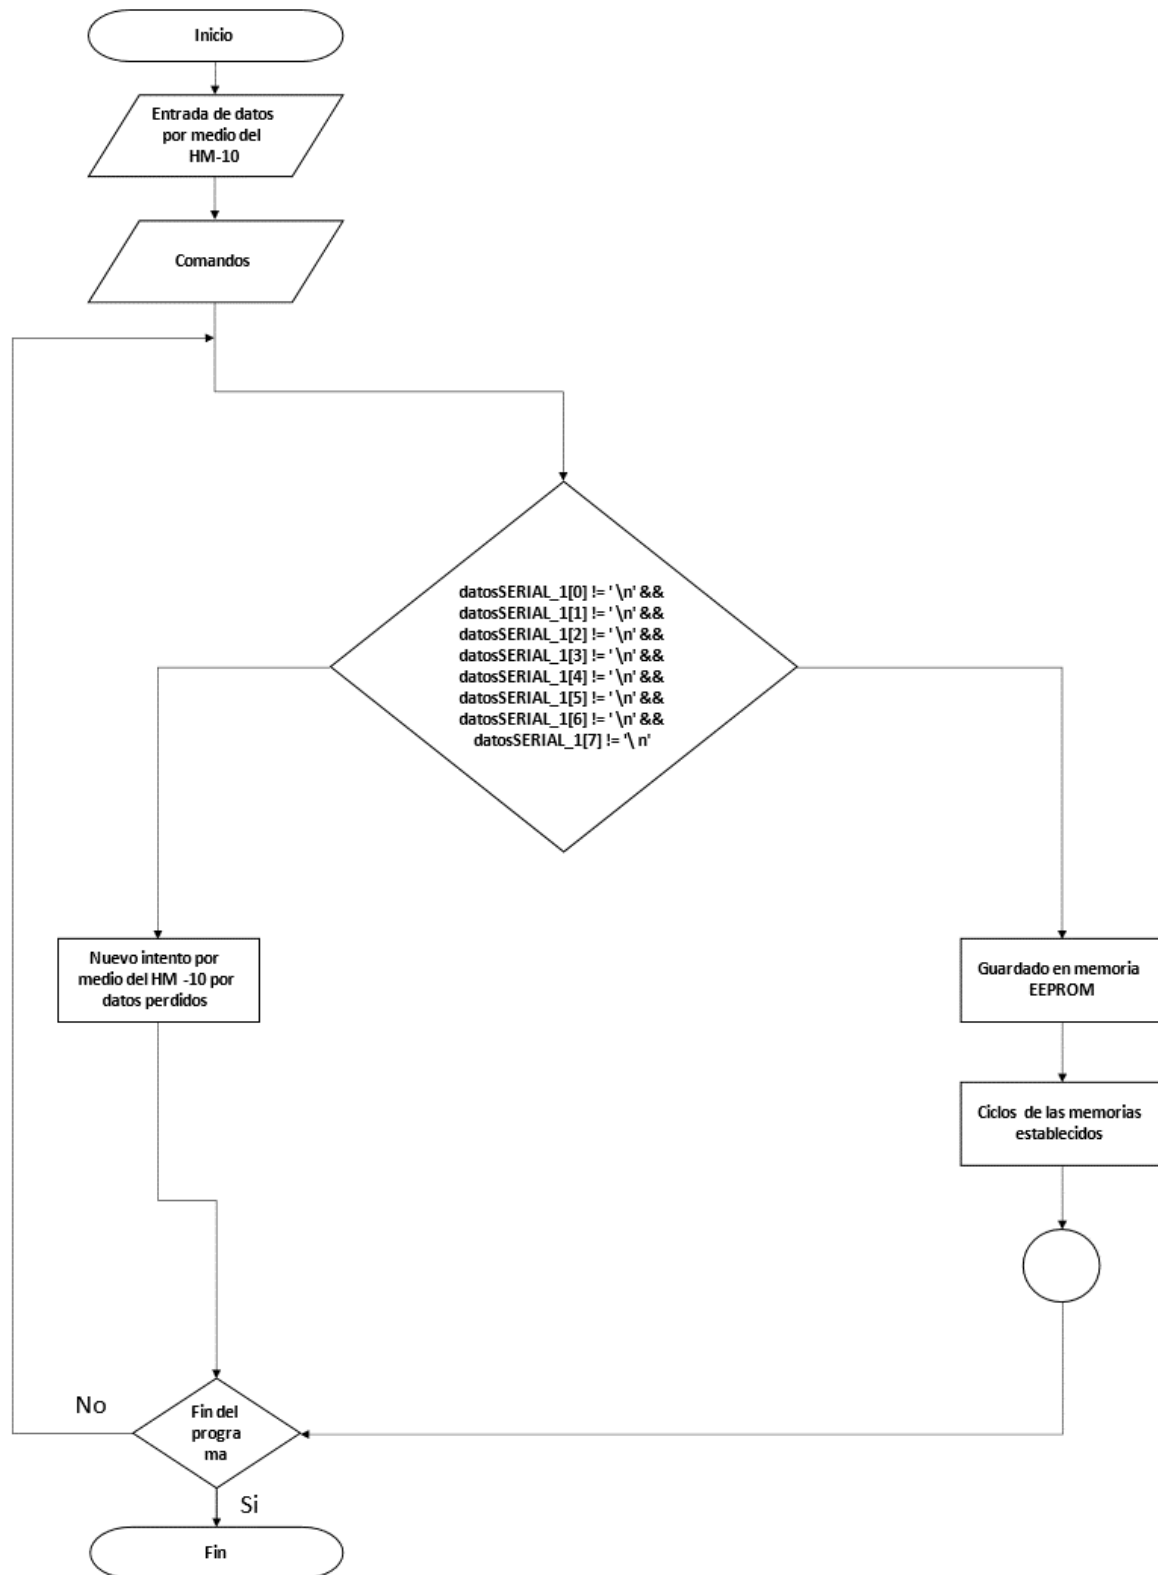 Inicio
Entrada de datos
por medio del
HM-10
Comandos
datosSERIAL_1[0] != ' \n' &&
datosSERIAL_1[1] != ' \n' &&
datosSERIAL_1[2] != ' \n' &&
datosSERIAL_1[3] != ' \n' &&
datosSERIAL_1[4] != ' \n' &&
datosSERIAL_1[5] != ' \n' &&
datosSERIAL_1[6] != ' \n' &&
datosSERIAL_1[7] != '\ n'
Nuevo intento por
medio del HM -10 por
datos perdidos
Guardado en memoria
EEPROM
Ciclos de las memorias
establecidos
No
Fin del
progra
ma
Si
Fin